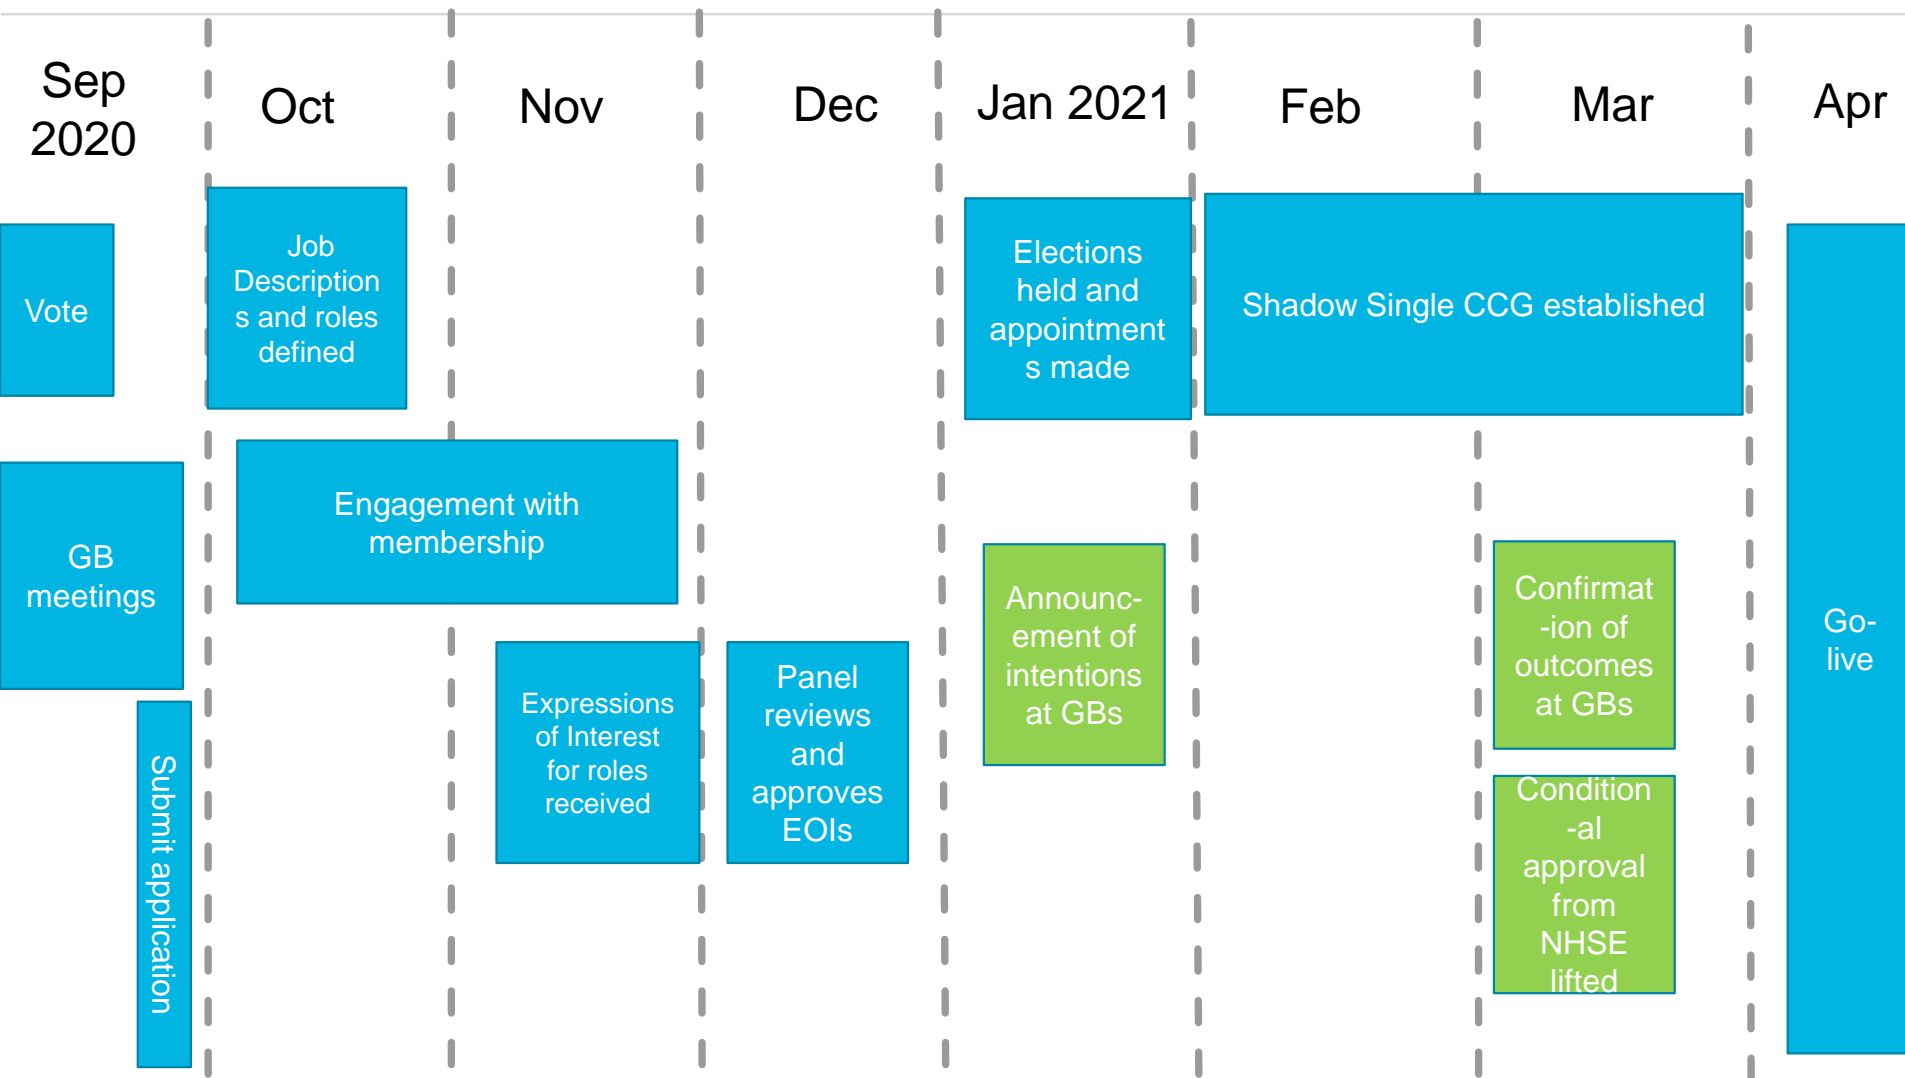 Sep
2020
Oct
Nov
Dec
Jan 2021
Feb
Mar
Apr
Vote
Job
Description
s and roles
defined
Elections
held and
appointment
s made
Shadow Single CCG established
GB
meetings
Engagement with
membership
Announc-
ement of
intentions
at GBs
Confirmat
-ion of
outcomes
at GBs
Go-
live
Submit application
Expressions
of Interest
for roles
received
Panel
reviews
and
approves
EOIs
Condition
-al
approval
from
NHSE
lifted